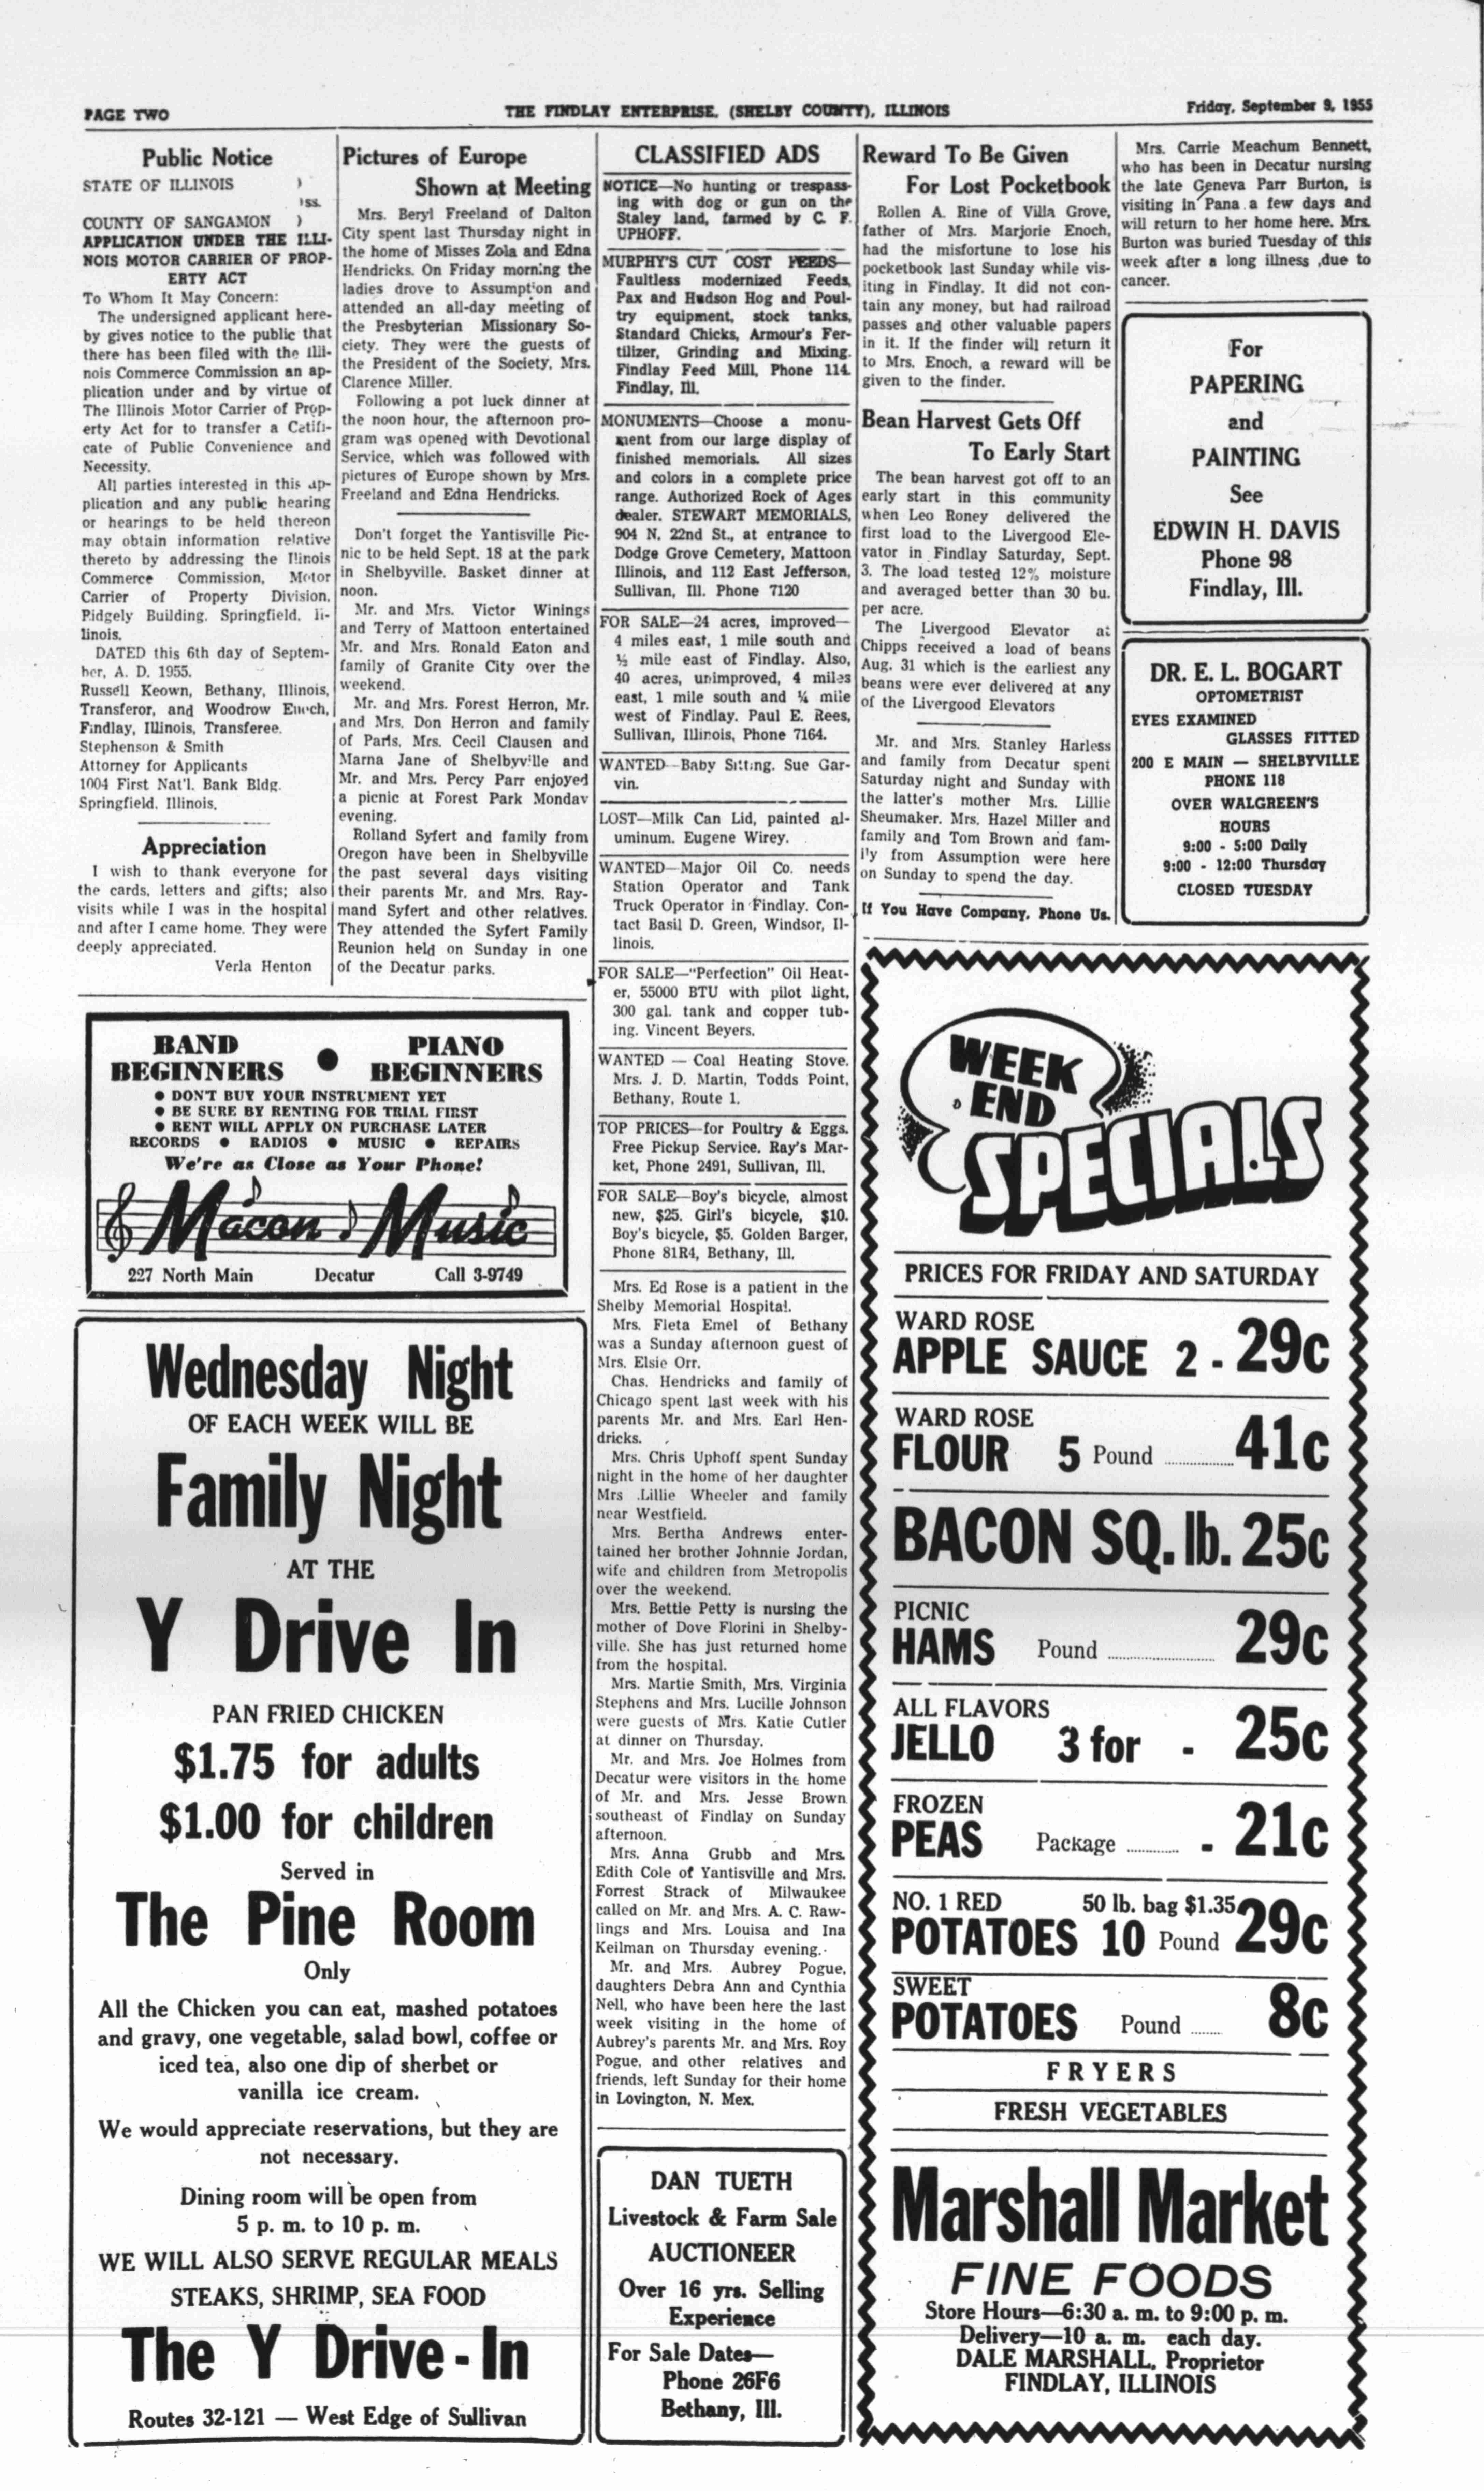 PAGE TWO
THE FINDLAY ENTERPRISE, (SHELBY COUNTY), ILLINOIS
Friday, September 9, 1955
Public Notice
STATE OF ILLINOIS )
)ss.
COUNTY OF SANGAMON )
APPLICATION UNDER THE ILLI-
NOIS MOTOR CARRIER OF PROP-
ERTY ACT
To Whom It May Concern:
The undersigned applicant here-
by gives notice to the public that
there has been filed with the Illi-
nois Commerce Commission an ap-
plication under and by virtue of
The Illinois Motor Carrier of Prop-
erty Act for to transfer a Cetifi-
cate of Public Convenience and
Necessity.
All parties interested in this ap-
plication and any public hearing
or hearings to be held thereon
may obtain information relative
thereto by addressing the Illinois
Commerce Commission, Motor
Carrier of Property Division,
Ridgely Building, Springfield, Il-
linois.
DATED this 6th day of Septem-
ber, A. D. 1955.
Russell Keown, Bethany, Illinois,
Transferor, and Woodrow Enoch,
Findlay, Illinois, Transferee.
Stephenson & Smith
Attorney for Applicants
1004 First Nat'l. Bank Bldg.
Springfield, Illinois.
Appreciation
I wish to thank everyone for
the cards, letters and gifts; also
visits while I was in the hospital
and after I came home. They were
deeply appreciated.
Verla Henton
Pictures of Europe
Shown at Meeting
Mrs. Beryl Freeland of Dalton
City spent last Thursday night in
the home of Misses Zola and Edna
Hendricks. On Friday morning the
ladies drove to Assumption and
attended an all-day meeting of
the Presbyterian Missionary So-
ciety. They were the guests of
the President of the Society, Mrs.
Clarence Miller.
Following a pot luck dinner at
the noon hour, the afternoon pro-
gram was opened with Devotional
Service, which was followed with
pictures of Europe shown by Mrs.
Freeland and Edna Hendricks.
Don't forget the Yantisville Pic-
nic to be held Sept. 18 at the park
in Shelbyville. Basket dinner at
noon.
Mr. and Mrs. Victor Winings
and Terry of Mattoon entertained
Mr. and Mrs. Ronald Eaton and
family of Granite City over the
weekend.
Mr. and Mrs. Forest Herron, Mr.
and Mrs. Don Herron and family
of Paris, Mrs. Cecil Clausen and
Marna Jane of Shelbyville and
Mr. and Mrs. Percy Parr enjoyed
a picnic at Forest Park Monday
evening.
Rolland Syfert and family from
Oregon have been in Shelbyville
the past several days visiting
their parents Mr. and Mrs. Ray-
mand Syfert and other relatives.
They attended the Syfert Family
Reunion held on Sunday in one
of the Decatur parks.
BAND BEGINNERS ● PIANO BEGINNERS
● DON'T BUY YOUR INSTRUMENT YET
● BE SURE BY RENTING FOR TRIAL FIRST
● RENT WILL APPLY ON PURCHASE LATER
RECORDS ● RADIOS ● MUSIC ● REPAIRS
We're as Close as Your Phone!
Macon Music
227 North Main Decatur Call 3-9749
Wednesday Night
OF EACH WEEK WILL BE
Family Night
AT THE
Y Drive In
PAN FRIED CHICKEN
$1.75 for adults
$1.00 for children
Served in
The Pine Room
Only
All the Chicken you can eat, mashed potatoes
and gravy, one vegetable, salad bowl, coffee or
iced tea, also one dip of sherbet or
vanilla ice cream.
We would appreciate reservations, but they are
not necessary.
Dining room will be open from
5 p. m. to 10 p. m.
WE WILL ALSO SERVE REGULAR MEALS
STEAKS, SHRIMP, SEA FOOD
The Y Drive-In
Routes 32-121 — West Edge of Sullivan
CLASSIFIED ADS
NOTICE—No hunting or trespass-
ing with dog or gun on the
Staley land, farmed by C. F.
UPHOFF.
MURPHY'S CUT COST FEEDS—
Faultless modernized Feeds,
Pax and Hudson Hog and Poul-
try equipment, stock tanks,
Standard Chicks, Armour's Fer-
tilizer, Grinding and Mixing.
Findlay Feed Mill, Phone 114.
Findlay, Ill.
MONUMENTS—Choose a monu-
ment from our large display of
finished memorials. All sizes
and colors in a complete price
range. Authorized Rock of Ages
dealer. STEWART MEMORIALS,
904 N. 22nd St., at entrance to
Dodge Grove Cemetery, Mattoon
Illinois, and 112 East Jefferson,
Sullivan, Ill. Phone 7120
FOR SALE—24 acres, improved—
4 miles east, 1 mile south and
½ mile east of Findlay. Also,
40 acres, unimproved, 4 miles
east, 1 mile south and ¼ mile
west of Findlay. Paul E. Rees,
Sullivan, Illinois, Phone 7164.
WANTED—Baby Sitting. Sue Gar-
vin.
LOST—Milk Can Lid, painted al-
uminum. Eugene Wirey.
WANTED—Major Oil Co. needs
Station Operator and Tank
Truck Operator in Findlay. Con-
tact Basil D. Green, Windsor, Il-
linois.
FOR SALE—"Perfection" Oil Heat-
er, 55000 BTU with pilot light,
300 gal. tank and copper tub-
ing. Vincent Beyers.
WANTED — Coal Heating Stove.
Mrs. J. D. Martin, Todds Point,
Bethany, Route 1.
TOP PRICES—for Poultry & Eggs.
Free Pickup Service. Ray's Mar-
ket, Phone 2491, Sullivan, Ill.
FOR SALE—Boy's bicycle, almost
new, $25. Girl's bicycle, $10.
Boy's bicycle, $5. Golden Barger,
Phone 81R4, Bethany, Ill.
Mrs. Ed Rose is a patient in the
Shelby Memorial Hospital.
Mrs. Fleta Emel of Bethany
was a Sunday afternoon guest of
Mrs. Elsie Orr.
Chas. Hendricks and family of
Chicago spent last week with his
parents Mr. and Mrs. Earl Hen-
dricks.
Mrs. Chris Uphoff spent Sunday
night in the home of her daughter
Mrs .Lillie Wheeler and family
near Westfield.
Mrs. Bertha Andrews enter-
tained her brother Johnnie Jordan,
wife and children from Metropolis
over the weekend.
Mrs. Bettie Petty is nursing the
mother of Dove Florini in Shelby-
ville. She has just returned home
from the hospital.
Mrs. Martie Smith, Mrs. Virginia
Stephens and Mrs. Lucille Johnson
were guests of Mrs. Katie Cutler
at dinner on Thursday.
Mr. and Mrs. Joe Holmes from
Decatur were visitors in the home
of Mr. and Mrs. Jesse Brown
southeast of Findlay on Sunday
afternoon.
Mrs. Anna Grubb and Mrs.
Edith Cole of Yantisville and Mrs.
Forrest Strack of Milwaukee
called on Mr. and Mrs. A. C. Raw-
lings and Mrs. Louisa and Ina
Keilman on Thursday evening.
Mr. and Mrs. Aubrey Pogue,
daughters Debra Ann and Cynthia
Nell, who have been here the last
week visiting in the home of
Aubrey's parents Mr. and Mrs. Roy
Pogue, and other relatives and
friends, left Sunday for their home
in Lovington, N. Mex.
DAN TUETH
Livestock & Farm Sale
AUCTIONEER
Over 16 yrs. Selling
Experience
For Sale Dates—
Phone 26F6
Bethany, Ill.
Reward To Be Given
For Lost Pocketbook
Rollen A. Rine of Villa Grove,
father of Mrs. Marjorie Enoch,
had the misfortune to lose his
pocketbook last Sunday while vis-
iting in Findlay. It did not con-
tain any money, but had railroad
passes and other valuable papers
in it. If the finder will return it
to Mrs. Enoch, a reward will be
given to the finder.
Bean Harvest Gets Off
To Early Start
The bean harvest got off to an
early start in this community
when Leo Roney delivered the
first load to the Livergood Ele-
vator in Findlay Saturday, Sept.
3. The load tested 12% moisture
and averaged better than 30 bu.
per acre.
The Livergood Elevator at
Chipps received a load of beans
Aug. 31 which is the earliest any
beans were ever delivered at any
of the Livergood Elevators
Mr. and Mrs. Stanley Harless
and family from Decatur spent
Saturday night and Sunday with
the latter's mother Mrs. Lillie
Sheumaker. Mrs. Hazel Miller and
family and Tom Brown and fam-
ily from Assumption were here
on Sunday to spend the day.
If You Have Company, Phone Us.
Mrs. Carrie Meachum Bennett,
who has been in Decatur nursing
the late Geneva Parr Burton, is
visiting in Pana a few days and
will return to her home here. Mrs.
Burton was buried Tuesday of this
week after a long illness ,due to
cancer.
For
PAPERING
and
PAINTING
See
EDWIN H. DAVIS
Phone 98
Findlay, Ill.
DR. E. L. BOGART
OPTOMETRIST
EYES EXAMINED
GLASSES FITTED
200 E MAIN — SHELBYVILLE
PHONE 118
OVER WALGREEN'S
HOURS
9:00 - 5:00 Daily
9:00 - 12:00 Thursday
CLOSED TUESDAY
WEEK
END
SPECIALS
PRICES FOR FRIDAY AND SATURDAY
WARD ROSE
APPLE SAUCE 2 - 29c
WARD ROSE
FLOUR 5 Pound ........ 41c
BACON SQ. lb. 25c
PICNIC
HAMS Pound ........ 29c
ALL FLAVORS
JELLO 3 for - 25c
FROZEN
PEAS Package ........ - 21c
NO. 1 RED 50 lb. bag $1.35
POTATOES 10 Pound 29c
SWEET
POTATOES Pound ........ 8c
FRYERS
FRESH VEGETABLES
Marshall Market
FINE FOODS
Store Hours—6:30 a. m. to 9:00 p. m.
Delivery—10 a. m. each day.
DALE MARSHALL, Proprietor
FINDLAY, ILLINOIS